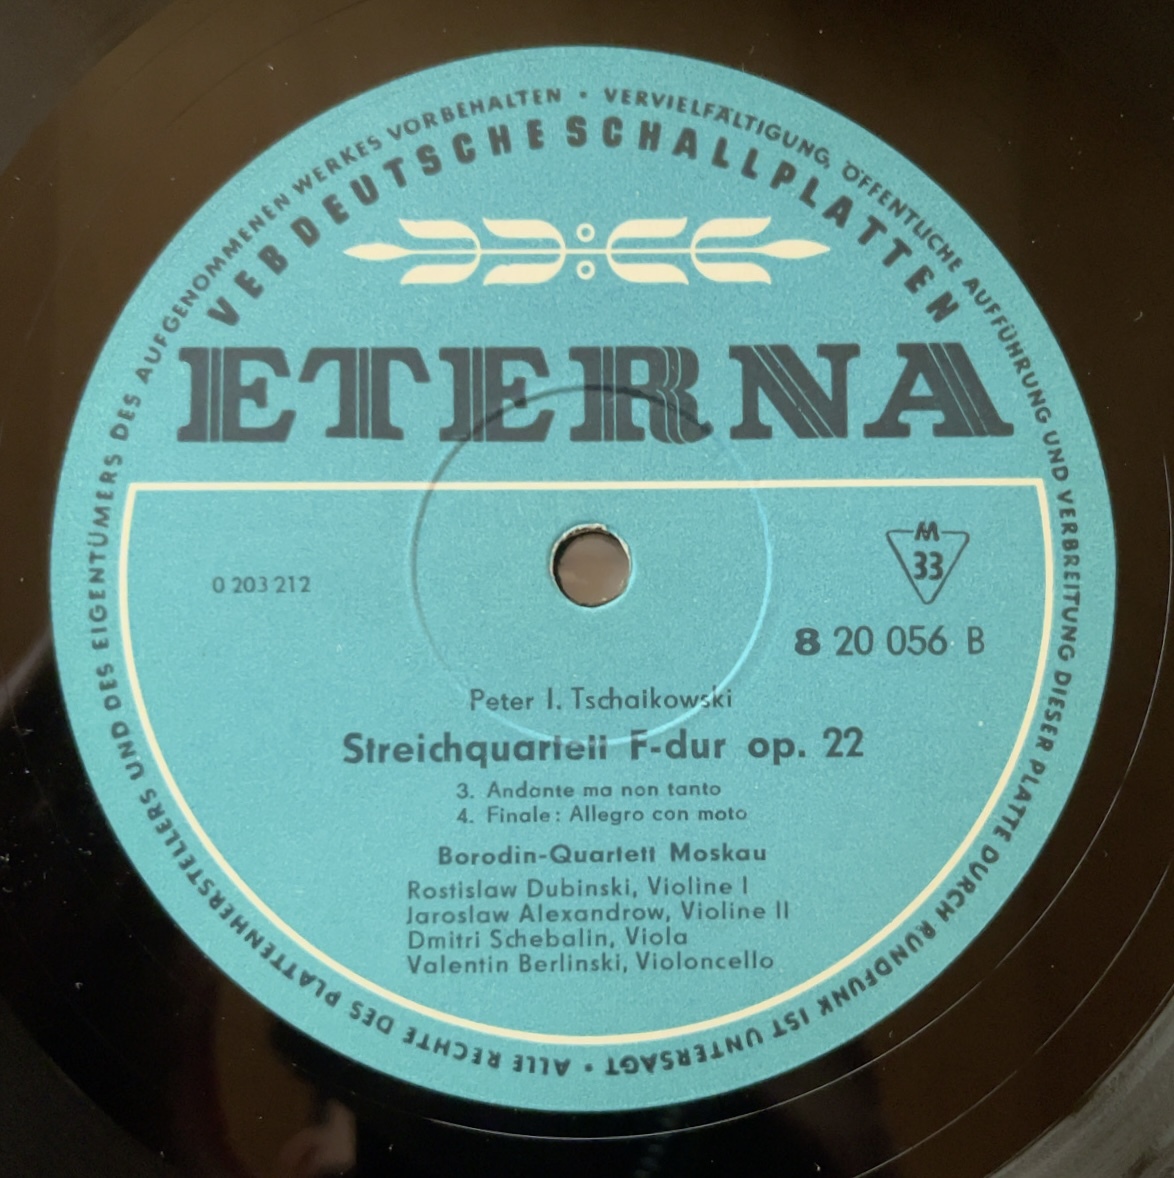 ALLE RECHTE DES PLATTENHERSTELLERS UND DES EIGENTÜMERS DES AUFGENOMMENEN WERKES VORBEHALTEN • VERVIELFÄLTIGUNG, ÖFFENTLICHE AUFFÜHRUNG UND VERBREITUNG DIESER PLATTE DURCH RUNDFUNK IST UNTERSAGT •
VEB DEUTSCHE SCHALLPLATTEN
ETERNA
M
33
0 203 212
8 20 056 B
Peter I. Tschaikowski
Streichquartett F-dur op. 22
3. Andante ma non tanto
4. Finale: Allegro con moto
Borodin-Quartett Moskau
Rostislaw Dubinski, Violine I
Jaroslaw Alexandrow, Violine II
Dmitri Schebalin, Viola
Valentin Berlinski, Violoncello